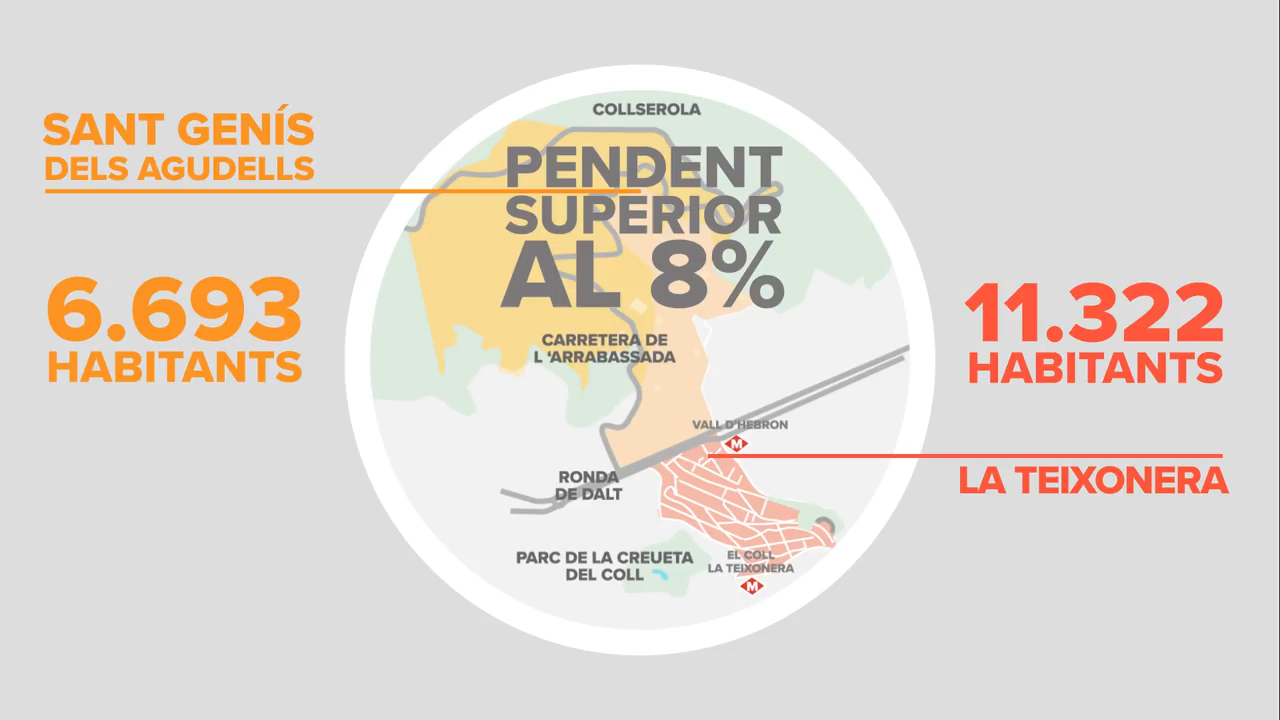 COLLSEROLA
SANT GENÍS
DELS AGUDELLS
PENDENT
SUPERIOR
AL 8%
6.693
HABITANTS
11.322
HABITANTS
CARRETERA DE
L ‘ARRABASSADA
VALL D'HEBRON
M
LA TEIXONERA
RONDA
DE DALT
PARC DE LA CREUETA
DEL COLL
EL COLL
LA TEIXONERA
M